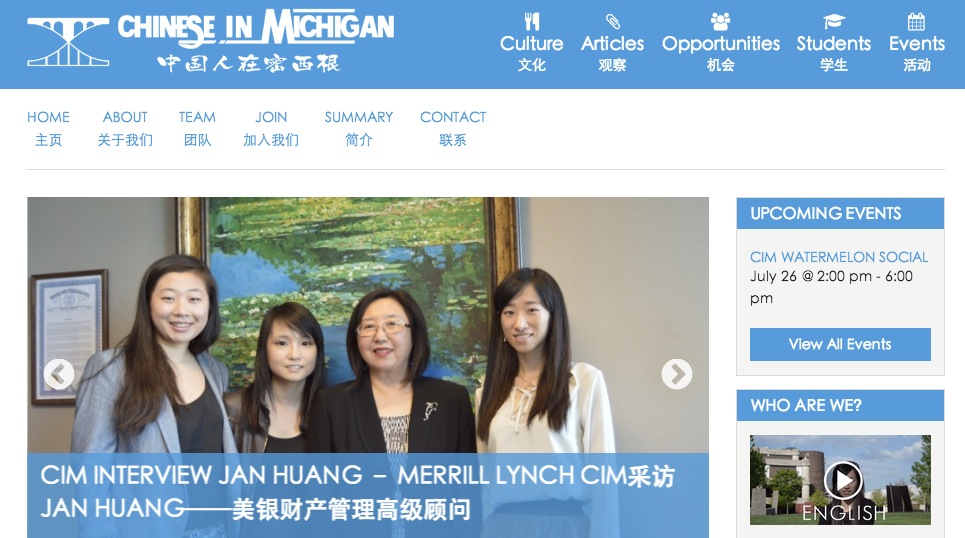 CHINESE IN MICHIGAN
中国人在密西根
Culture Articles Opportunities Students Events
文化 观察 机会 学生 活动
HOME ABOUT TEAM JOIN SUMMARY CONTACT
主页 关于我们 团队 加入我们 简介 联系
CIM INTERVIEW JAN HUANG – MERRILL LYNCH CIM采访
JAN HUANG——美银财产管理高级顾问
UPCOMING EVENTS
CIM WATERMELON SOCIAL
July 26 @ 2:00 pm - 6:00
pm
View All Events
WHO ARE WE?
ENGLISH